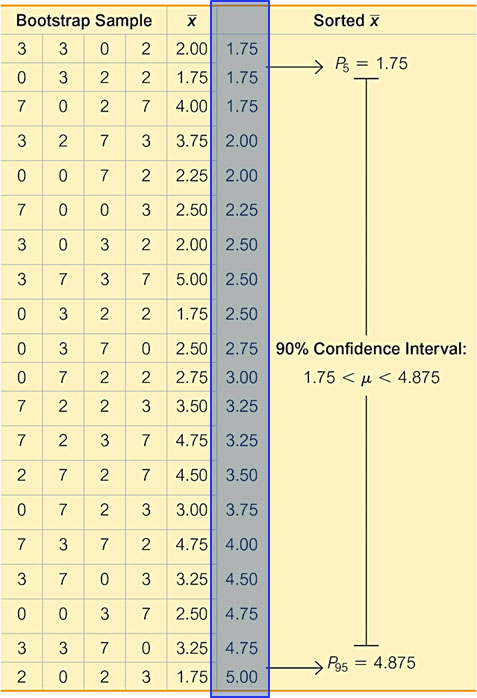 Bootstrap Sample x̄ Sorted x̄
3 3 0 2 2.00 1.75
P5 = 1.75
0 3 2 2 1.75 1.75
7 0 2 7 4.00 1.75
3 2 7 3 3.75 2.00
0 0 7 2 2.25 2.00
7 0 0 3 2.50 2.25
3 0 3 2 2.00 2.50
3 7 3 7 5.00 2.50
0 3 2 2 1.75 2.50
0 3 7 0 2.50 2.75 90% Confidence Interval:
0 7 2 2 2.75 3.00 1.75 < μ < 4.875
7 2 2 3 3.50 3.25
7 2 3 7 4.75 3.25
2 7 2 7 4.50 3.50
0 7 2 3 3.00 3.75
7 3 7 2 4.75 4.00
3 7 0 3 3.25 4.50
0 0 3 7 2.50 4.75
3 3 7 0 3.25 4.75
P95 = 4.875
2 0 2 3 1.75 5.00